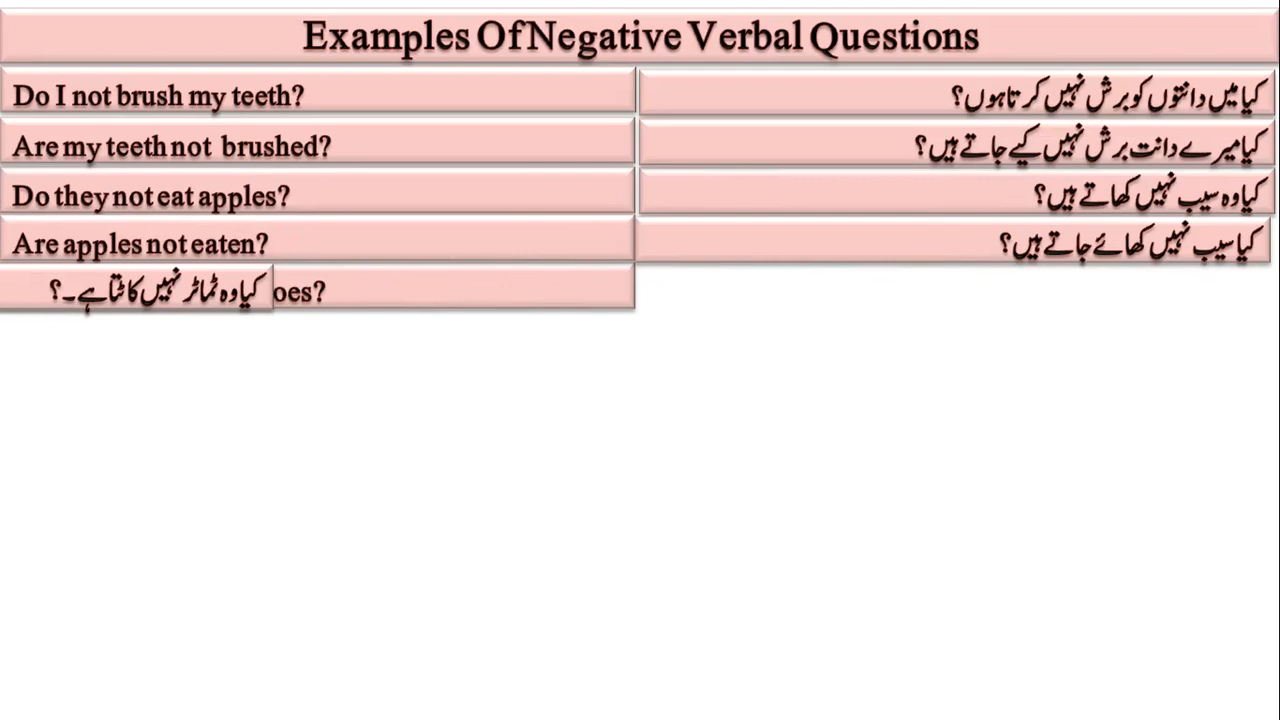 Examples Of Negative Verbal Questions
Do I not brush my teeth?
کیا میں دانتوں کو برش نہیں کرتا ہوں؟
Are my teeth not brushed?
کیا میرے دانت برش نہیں کیے جاتے ہیں؟
Do they not eat apples?
کیا وہ سیب نہیں کھاتے ہیں؟
Are apples not eaten?
کیا سیب نہیں کھائے جاتے ہیں؟
کیا وہ ٹماٹر نہیں کاٹتا ہے۔؟
oes?